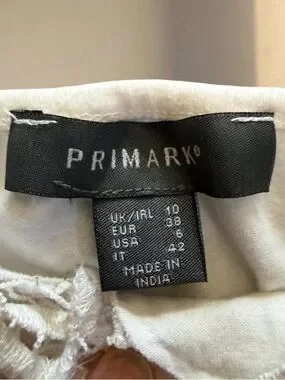 PRIMARK®
UK/IRL 10
EUR 38
USA 6
IT 42
MADE IN
INDIA